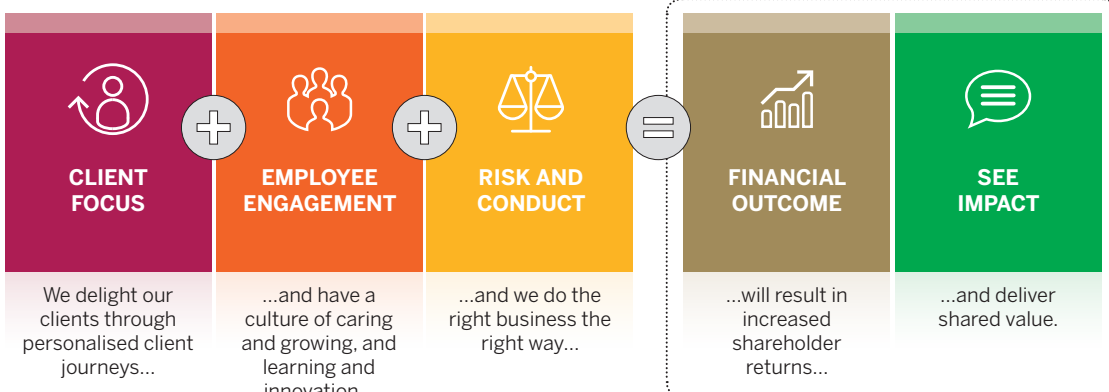 CLIENT
FOCUS
EMPLOYEE
ENGAGEMENT
RISK AND
CONDUCT
FINANCIAL
OUTCOME
SEE
IMPACT
We delight our
clients through
personalised client
journeys...
...and have a
culture of caring
and growing, and
learning and
innovation
...and we do the
right business the
right way...
...will result in
increased
shareholder
returns...
...and deliver
shared value.